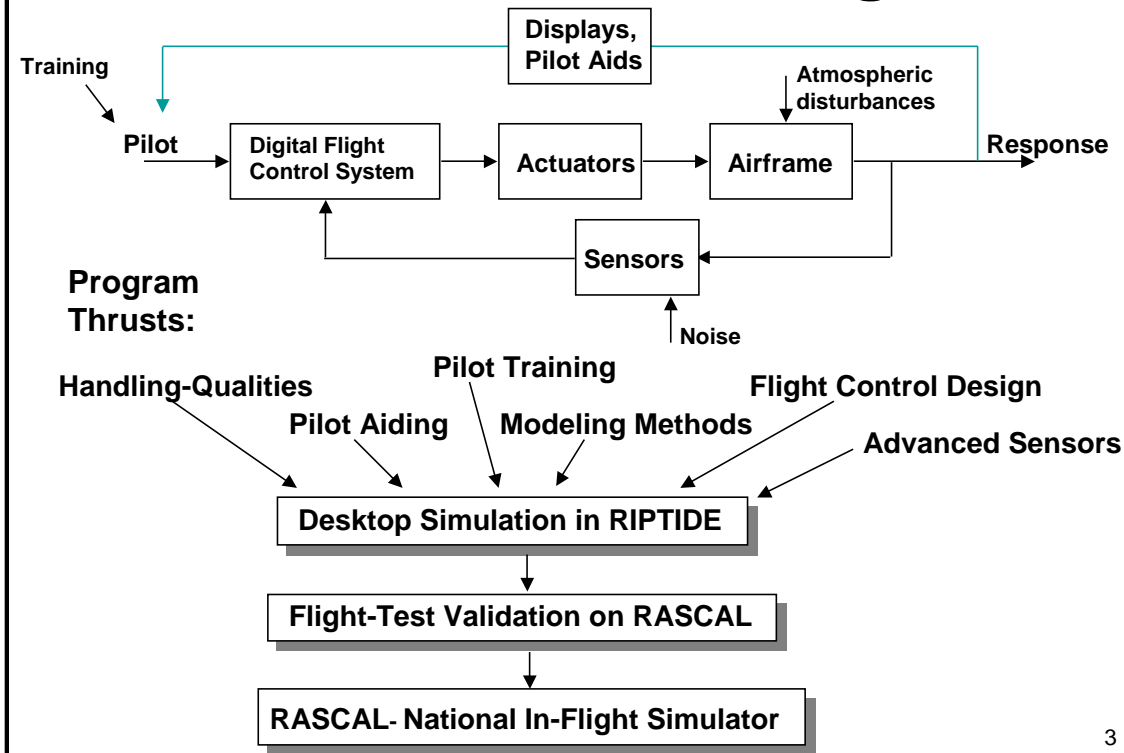 Displays,
Pilot Aids
Training
Atmospheric
disturbances
Pilot
Digital Flight
Control System
Actuators
Airframe
Response
Sensors
Noise
Program
Thrusts:
Pilot Training
Handling-Qualities
Flight Control Design
Pilot Aiding
Modeling Methods
Advanced Sensors
Desktop Simulation in RIPTIDE
Flight-Test Validation on RASCAL
RASCAL- National In-Flight Simulator
3